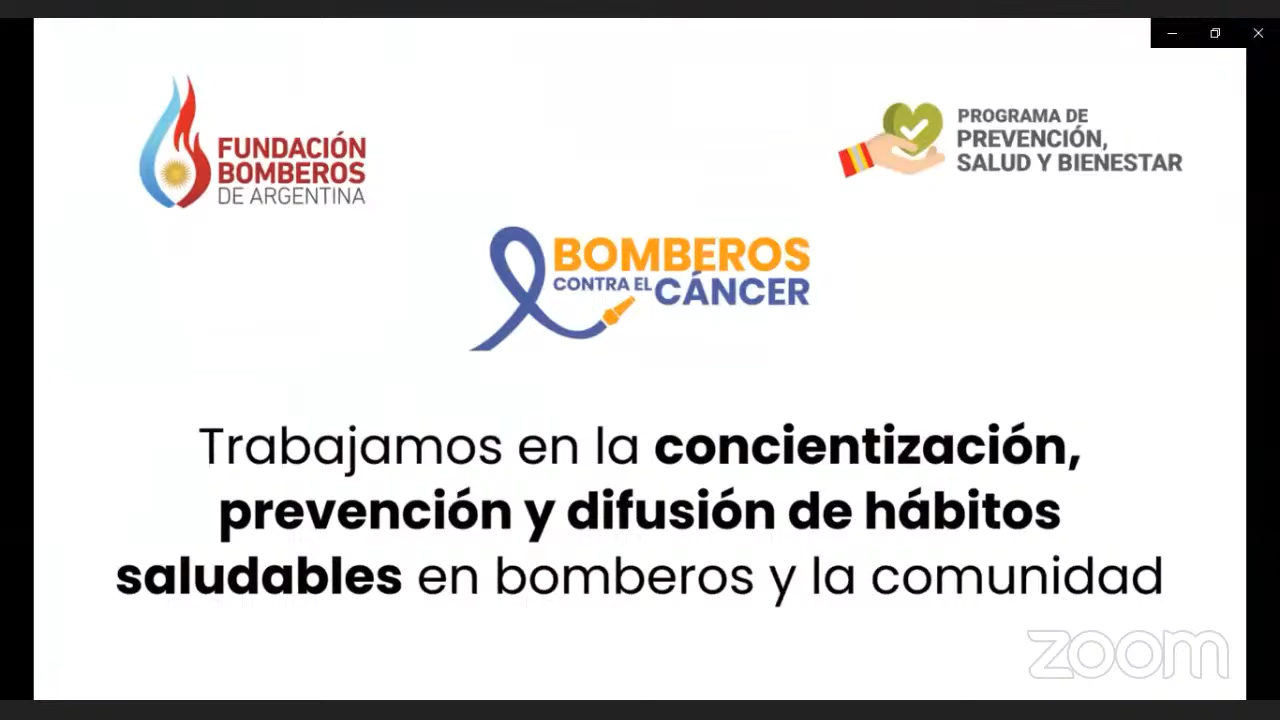 FUNDACIÓN
BOMBEROS
DE ARGENTINA
PROGRAMA DE
PREVENCIÓN,
SALUD Y BIENESTAR
BOMBEROS
CONTRA EL CÁNCER
Trabajamos en la concientización,
prevención y difusión de hábitos
saludables en bomberos y la comunidad
zoom